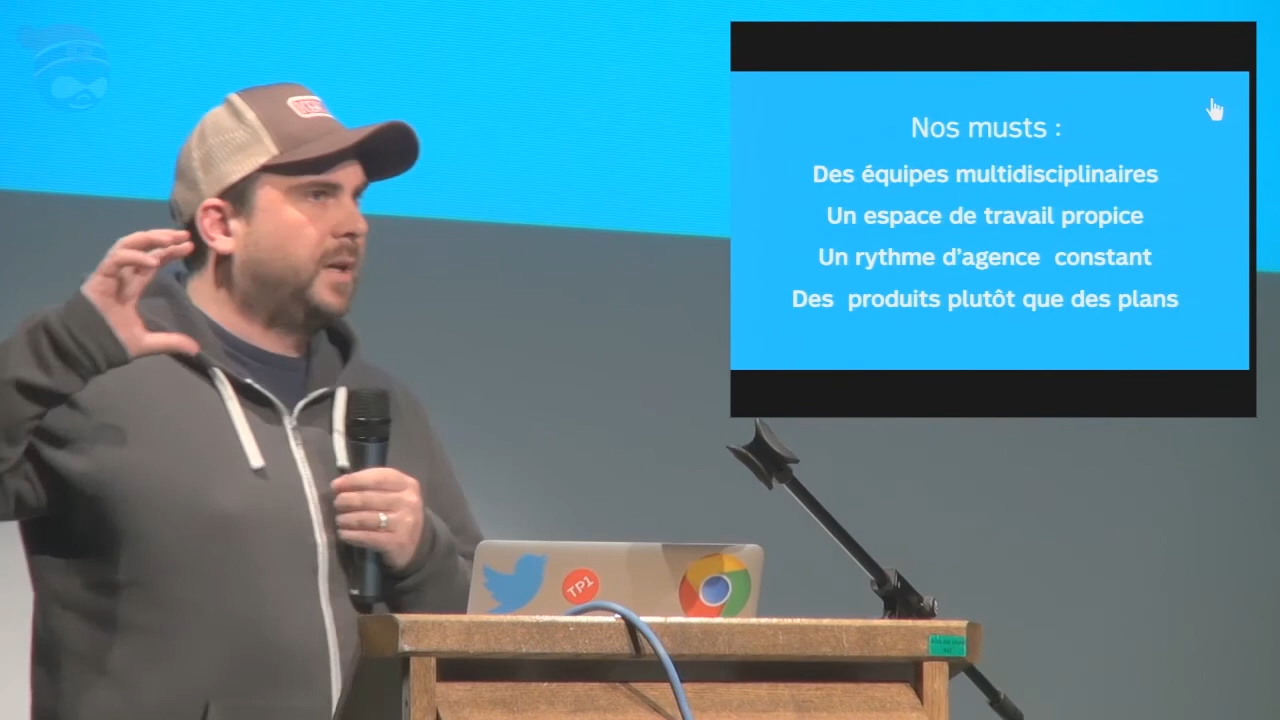 Nos musts :
Des équipes multidisciplinaires
Un espace de travail propice
Un rythme d'agence  constant
Des  produits plutôt que des plans
TP1